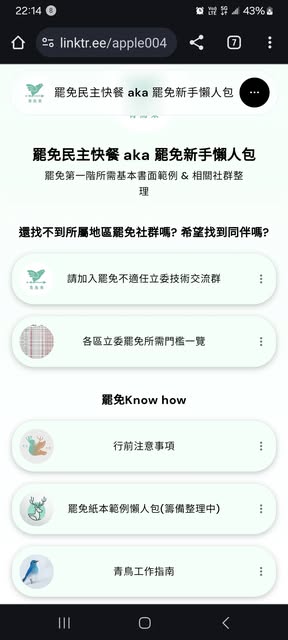 22:14
43%
linktr.ee/apple004
7
罷免民主快餐 aka 罷免新手懶人包
罷免民主快餐 aka 罷免新手懶人包
罷免第一階所需基本書面範例 & 相關社群整
理
還找不到所屬地區罷免社群嗎? 希望找到同伴嗎?
請加入罷免不適任立委技術交流群
各區立委罷免所需門檻一覽
罷免Know how
行前注意事項
罷免紙本範例懶人包(籌備整理中)
青鳥工作指南